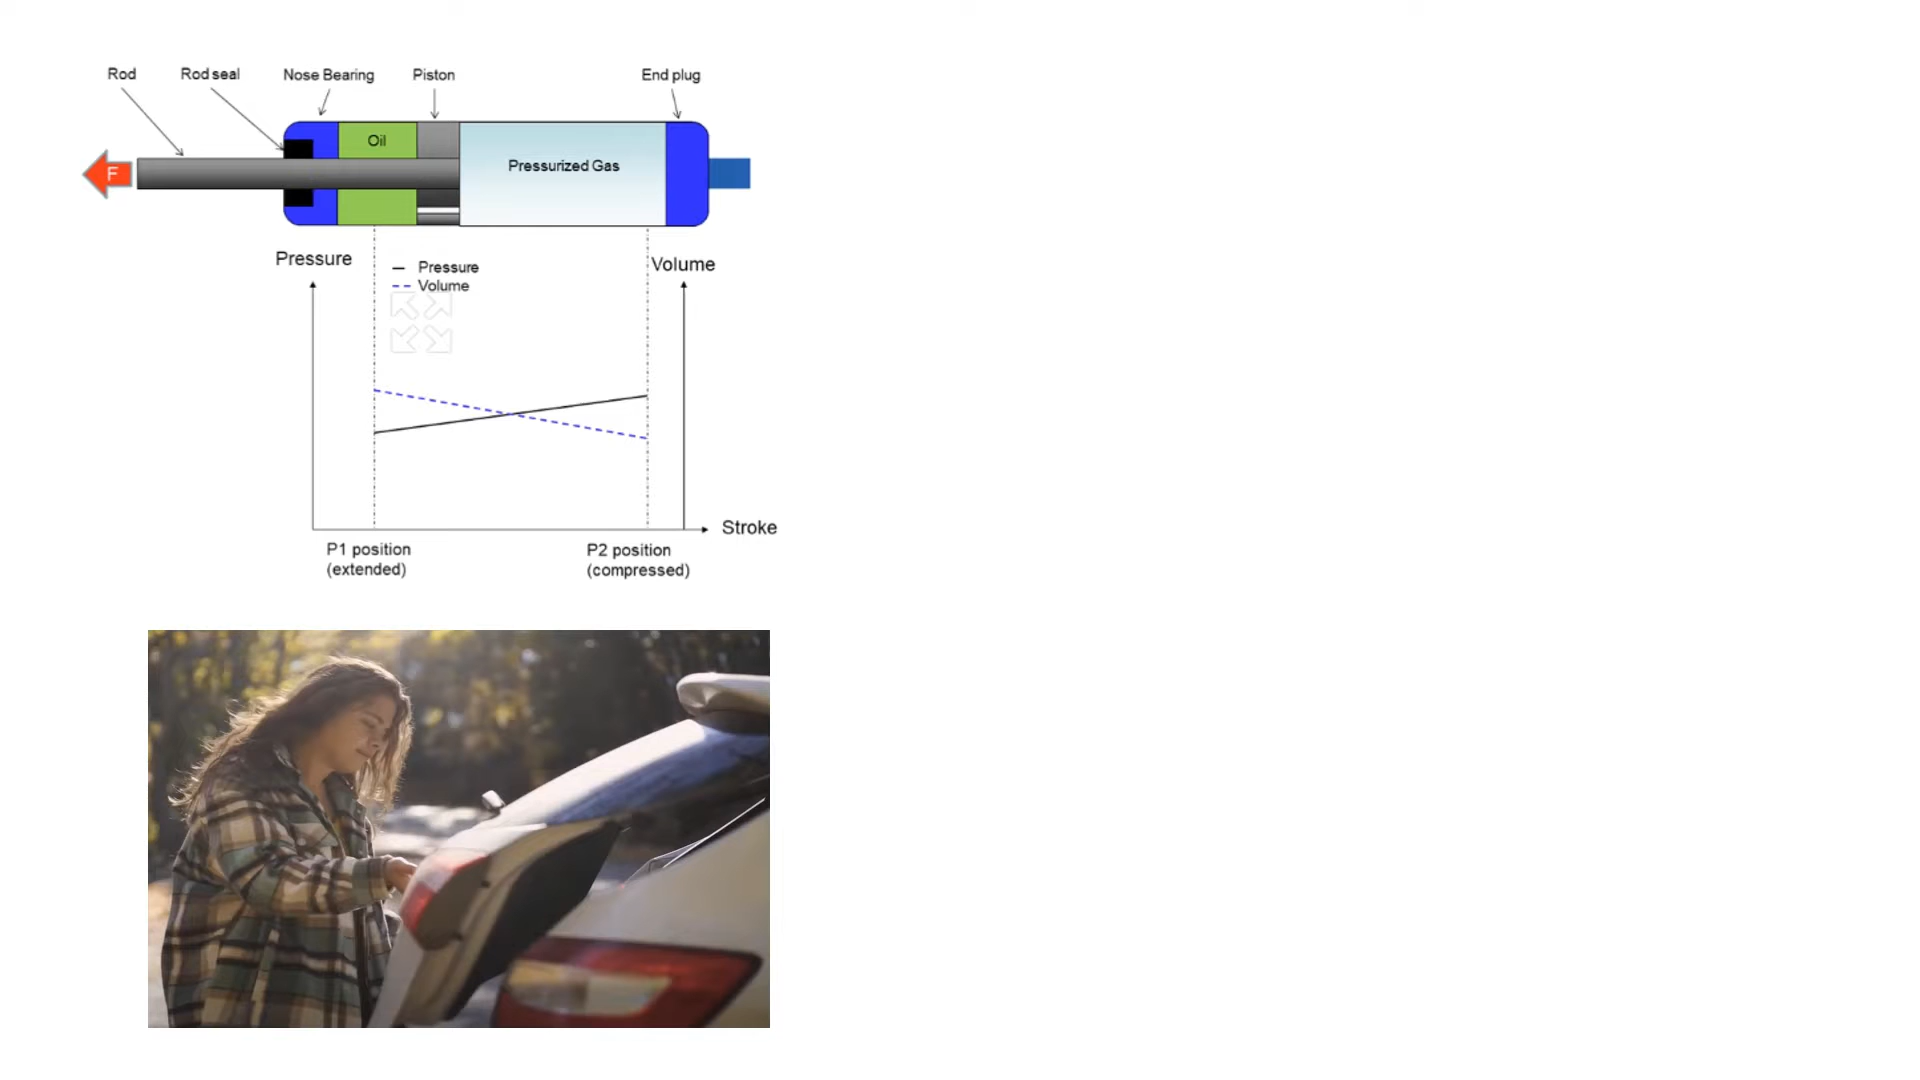 Rod
Rod seal
Nose Bearing
Piston
End plug
Oil
Pressurized Gas
F
Pressure
Volume
Pressure
Volume
Stroke
P1 position
(extended)
P2 position
(compressed)